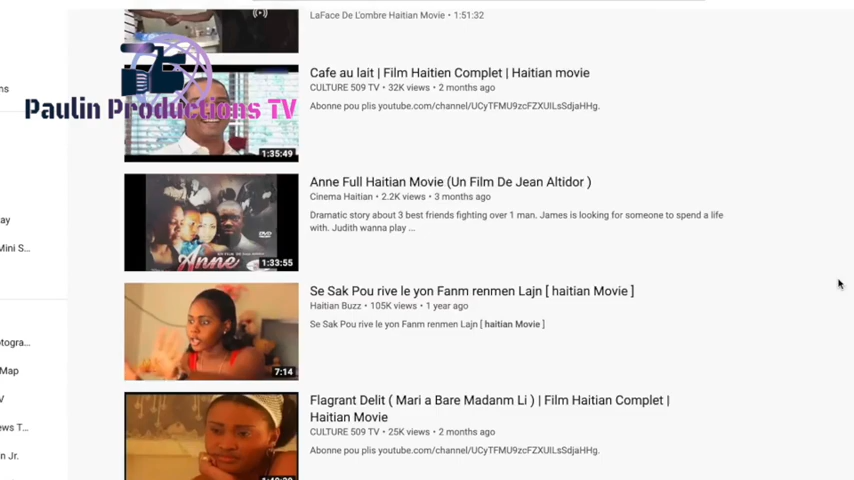 LaFace De L'ombre Haitian Movie • 1:51:32
Paulin Productions TV
Cafe au lait | Film Haitien Complet | Haitian movie
CULTURE 509 TV • 32K views • 2 months ago
Abonne pou plis youtube.com/channel/UCyTFMU9zcFZXUILsSdjaHHg.
1:35:49
Anne Full Haitian Movie (Un Film De Jean Altidor )
Cinema Haitian • 2.2K views • 3 months ago
Dramatic story about 3 best friends fighting over 1 man. James is looking for someone to spend a life
with. Judith wanna play ...
DVD
Anne
1:33:55
Mini S...
Se Sak Pou rive le yon Fanm renmen Lajn [ haitian Movie ]
Haitian Buzz • 105K views • 1 year ago
Se Sak Pou rive le yon Fanm renmen Lajn [ haitian Movie ]
7:14
Map
Flagrant Delit ( Mari a Bare Madanm Li ) | Film Haitian Complet |
Haitian Movie
CULTURE 509 TV • 25K views • 2 months ago
Abonne pou plis youtube.com/channel/UCyTFMU9zcFZXUILsSdjaHHg.
n Jr.